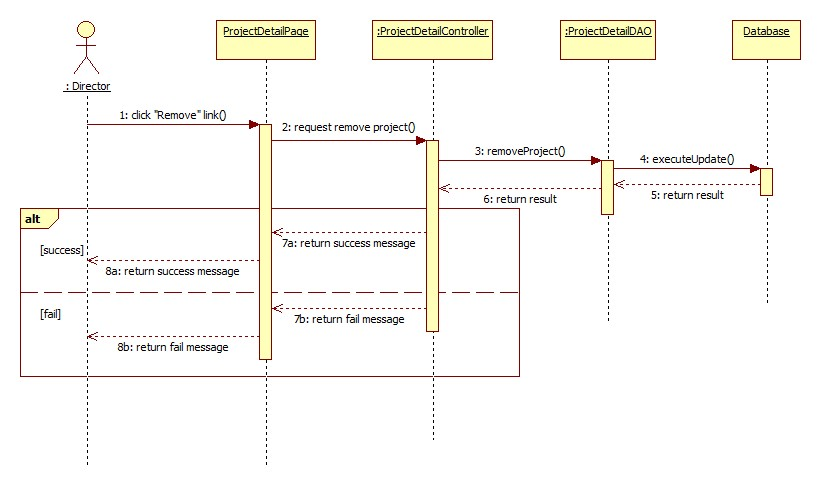 ProjectDetailPage
:ProjectDetailController
:ProjectDetailDAO
Database
: Director
1: click "Remove" link()
2: request remove project()
3: removeProject()
4: executeUpdate()
5: return result
6: return result
alt
7a: return success message
[success]
8a: return success message
[fail]
7b: return fail message
8b: return fail message